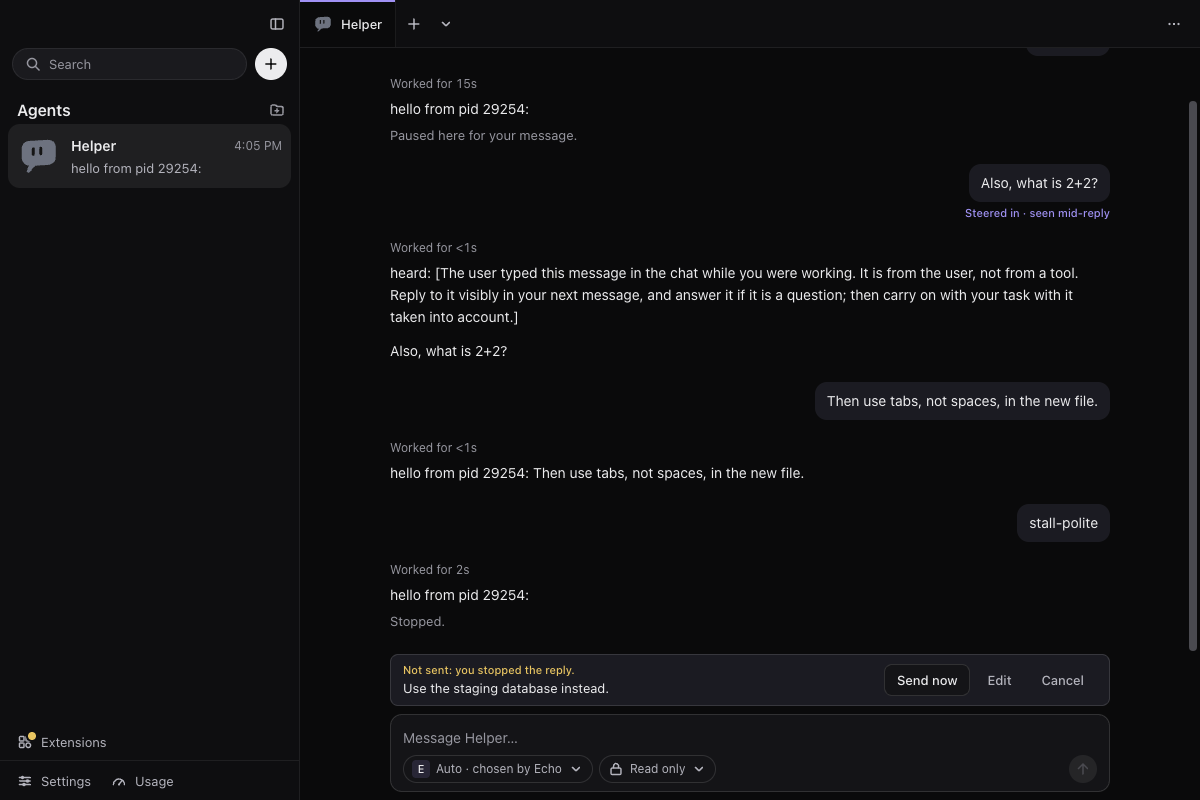 Helper
Search
Agents
Helper
4:05 PM
hello from pid 29254:
Worked for 15s
hello from pid 29254:
Paused here for your message.
Also, what is 2+2?
Steered in · seen mid-reply
Worked for <1s
heard: [The user typed this message in the chat while you were working. It is from the user, not from a tool.
Reply to it visibly in your next message, and answer it if it is a question; then carry on with your task with it
taken into account.]
Also, what is 2+2?
Then use tabs, not spaces, in the new file.
Worked for <1s
hello from pid 29254: Then use tabs, not spaces, in the new file.
stall-polite
Worked for 2s
hello from pid 29254:
Stopped.
Not sent: you stopped the reply.
Use the staging database instead.
Send now
Edit
Cancel
Message Helper...
E Auto · chosen by Echo
Read only
Extensions
Settings
Usage